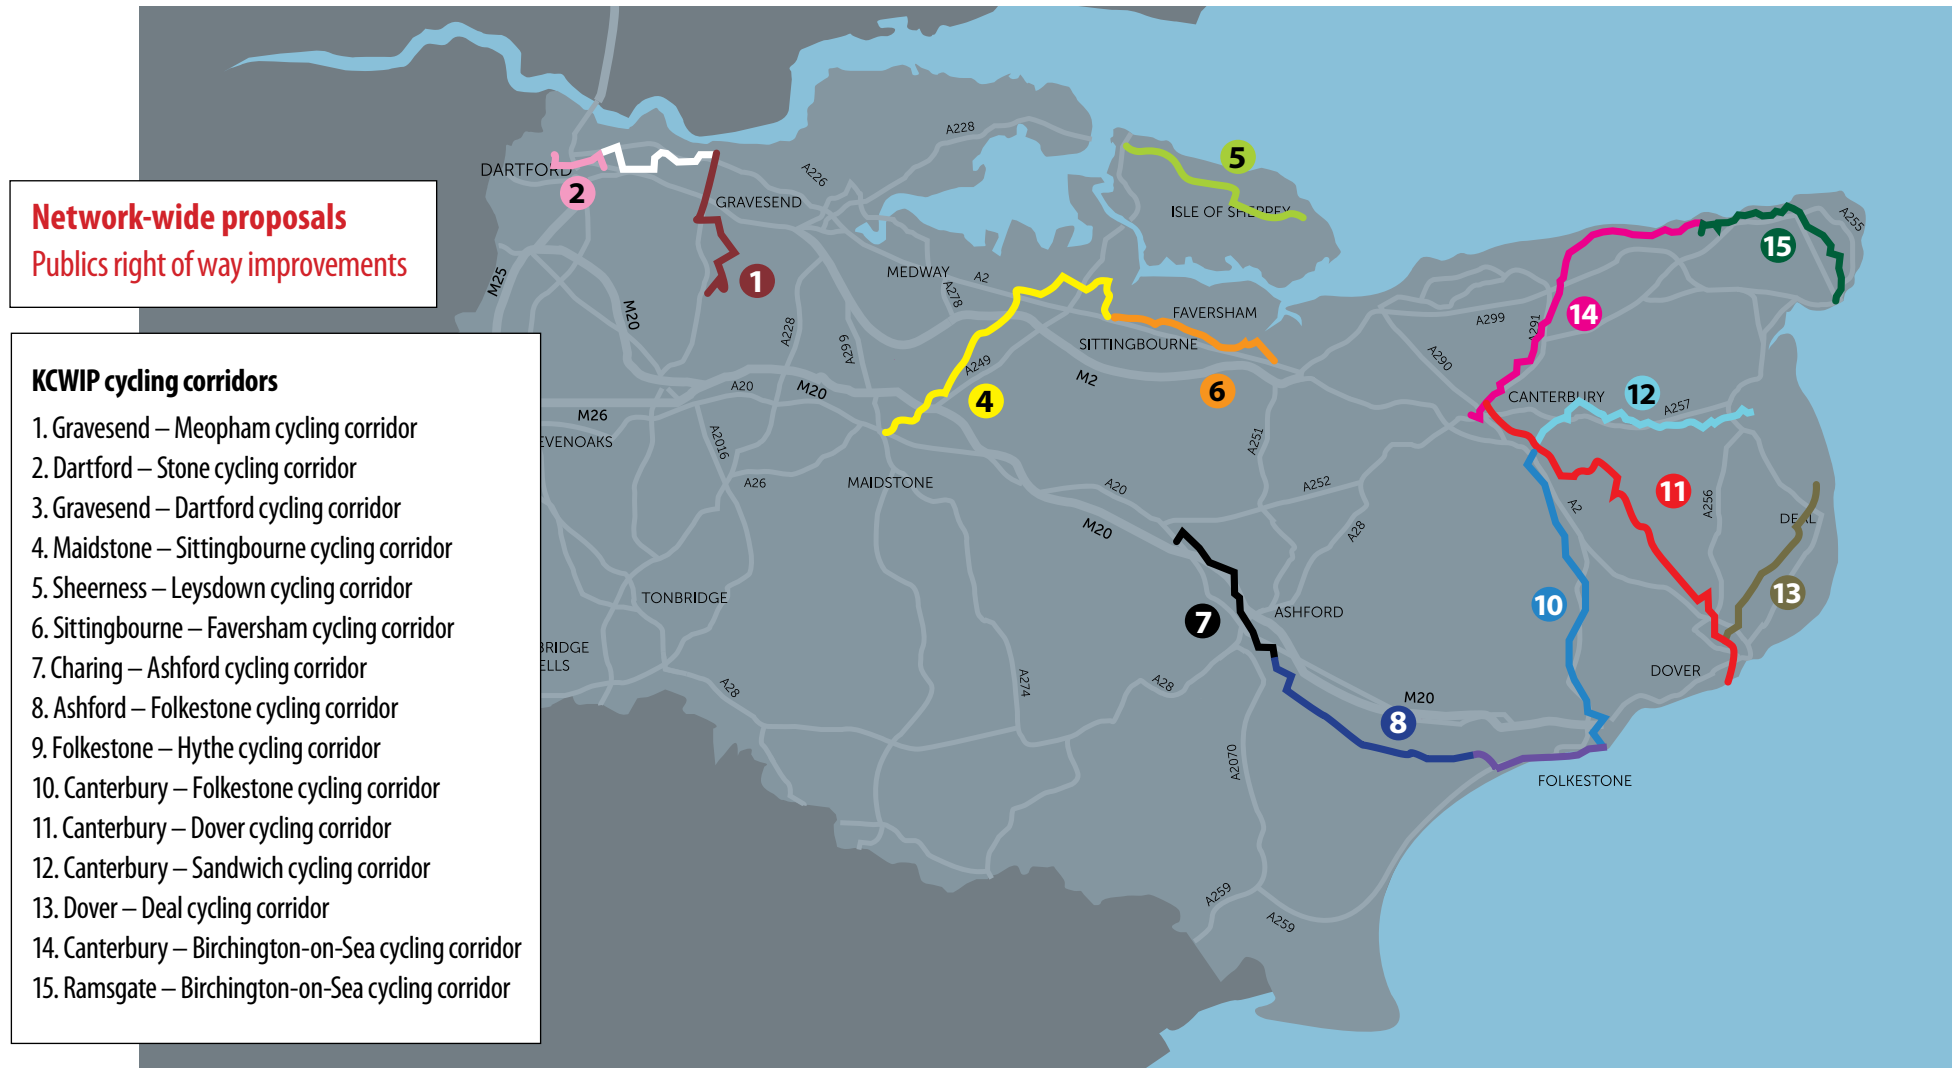 Network-wide proposals
Publics right of way improvements
KCWIP cycling corridors
1. Gravesend – Meopham cycling corridor
2. Dartford – Stone cycling corridor
3. Gravesend – Dartford cycling corridor
4. Maidstone – Sittingbourne cycling corridor
5. Sheerness – Leysdown cycling corridor
6. Sittingbourne – Faversham cycling corridor
7. Charing – Ashford cycling corridor
8. Ashford – Folkestone cycling corridor
9. Folkestone – Hythe cycling corridor
10. Canterbury – Folkestone cycling corridor
11. Canterbury – Dover cycling corridor
12. Canterbury – Sandwich cycling corridor
13. Dover – Deal cycling corridor
14. Canterbury – Birchington-on-Sea cycling corridor
15. Ramsgate – Birchington-on-Sea cycling corridor
A228
DARTFORD
2
A226
GRAVESEND
5
ISLE OF SHEPPEY
A255
15
M25
1
MEDWAY
A2
A278
M20
A228
A299
FAVERSHAM
SITTINGBOURNE
A299
A291
14
A290
A249
M2
A20
M20
4
6
M26
CANTERBURY
12
A257
EVENOAKS
A2016
A251
A26
MAIDSTONE
A20
A252
11
A256
M20
A28
A2
DEAL
TONBRIDGE
7
ASHFORD
10
13
BRIDGE
ELLS
A28
A274
A28
DOVER
M20
8
A2070
FOLKESTONE
A259
A259